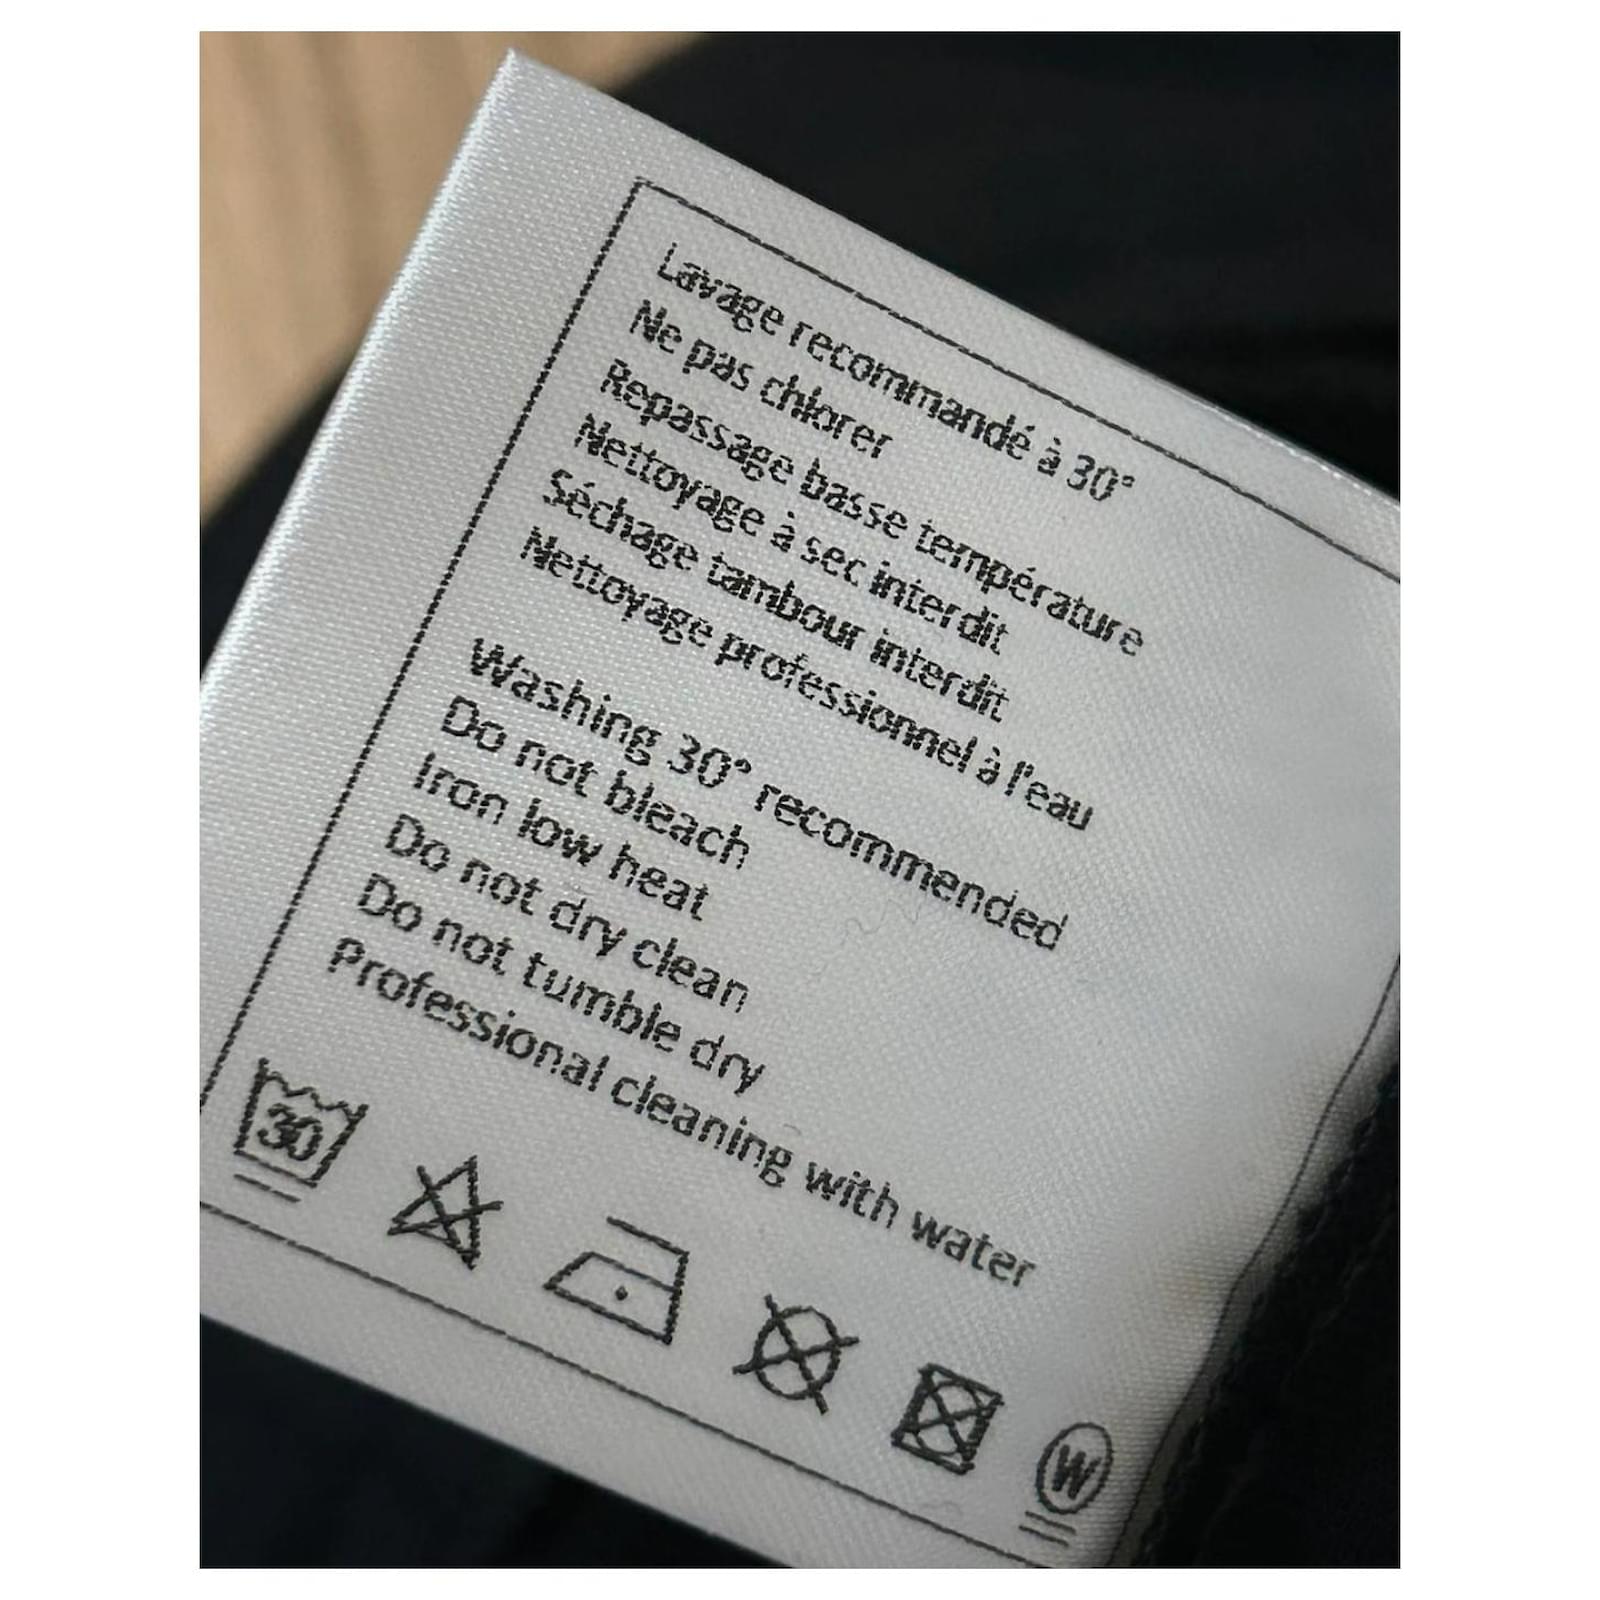 Lavage recommandé à 30°
Ne pas chlorer
Repassage basse température
Nettoyage à sec interdit
Séchage tambour interdit
Nettoyage professionnel à l'eau
Washing 30° recommended
Do not bleach
Iron low heat
Do not dry clean
Do not tumble dry
Professional cleaning with water
30
W